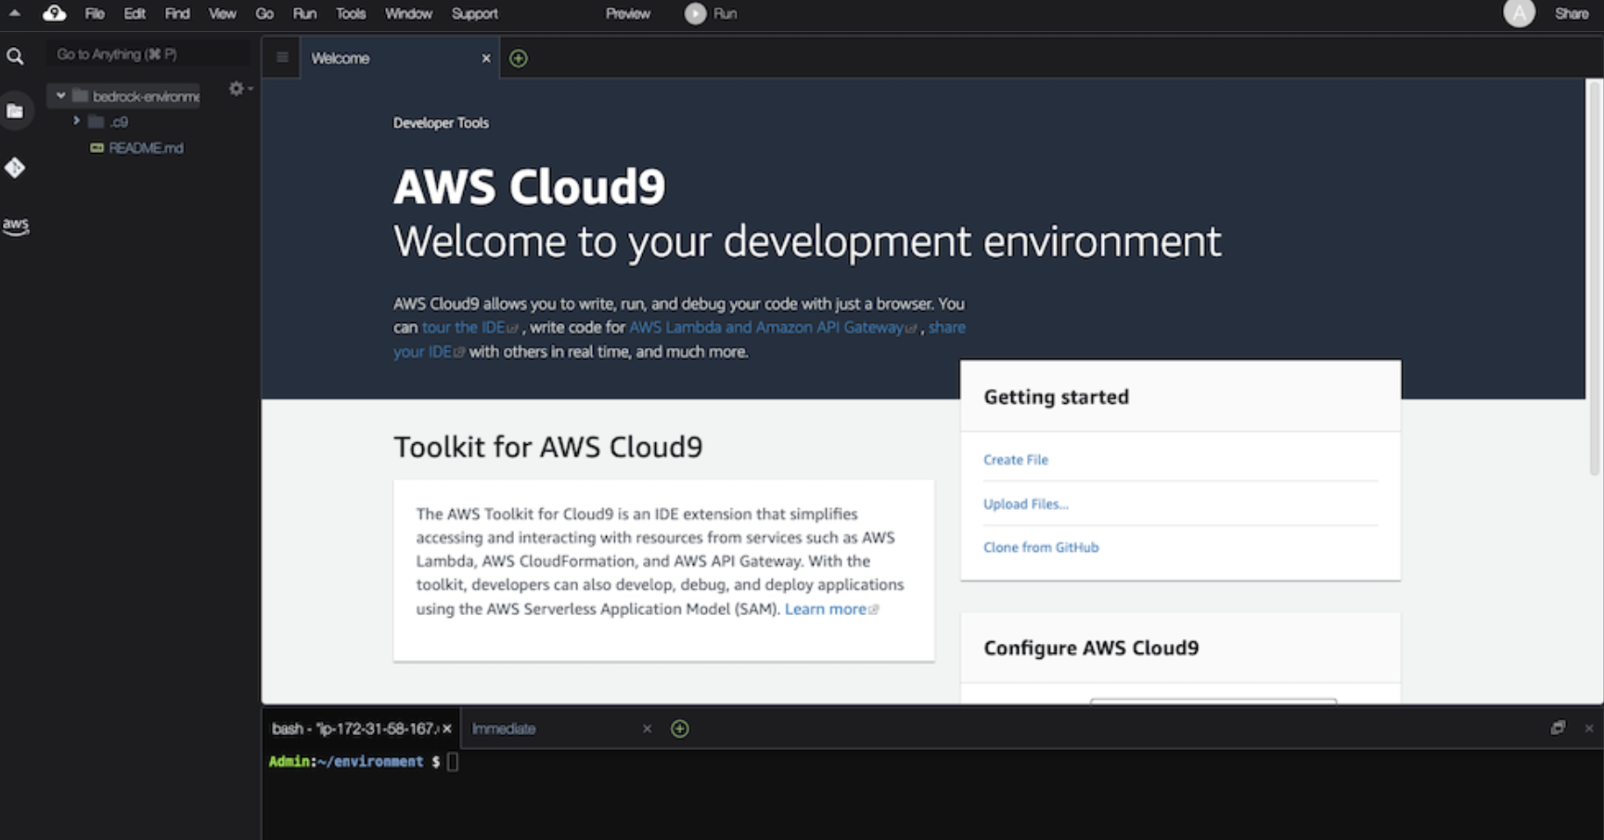 File Edit Find View Go Run Tools Window Support Preview Run A Share
Go to Anything (⌘ P)
bedrock-environme
.c9
README.md
aws
Welcome
Developer Tools
AWS Cloud9
Welcome to your development environment
AWS Cloud9 allows you to write, run, and debug your code with just a browser. You
can tour the IDE , write code for AWS Lambda and Amazon API Gateway , share
your IDE with others in real time, and much more.
Toolkit for AWS Cloud9
The AWS Toolkit for Cloud9 is an IDE extension that simplifies
accessing and interacting with resources from services such as AWS
Lambda, AWS CloudFormation, and AWS API Gateway. With the
toolkit, developers can also develop, debug, and deploy applications
using the AWS Serverless Application Model (SAM). Learn more
Getting started
Create File
Upload Files...
Clone from GitHub
Configure AWS Cloud9
bash - "ip-172-31-58-167. Immediate
Admin:~/environment $